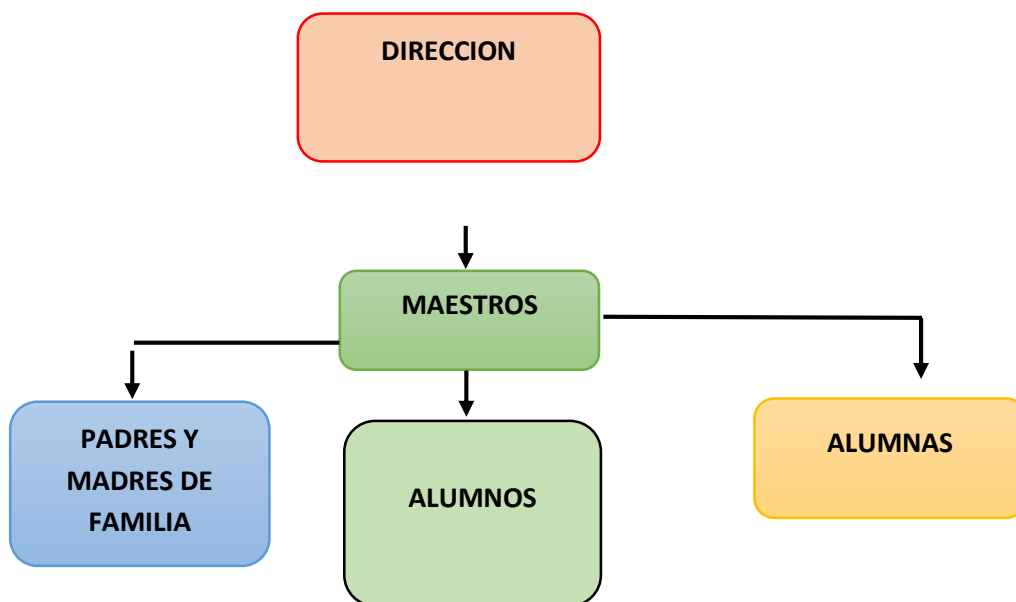 DIRECCION
MAESTROS
PADRES Y
MADRES DE
FAMILIA
ALUMNOS
ALUMNAS